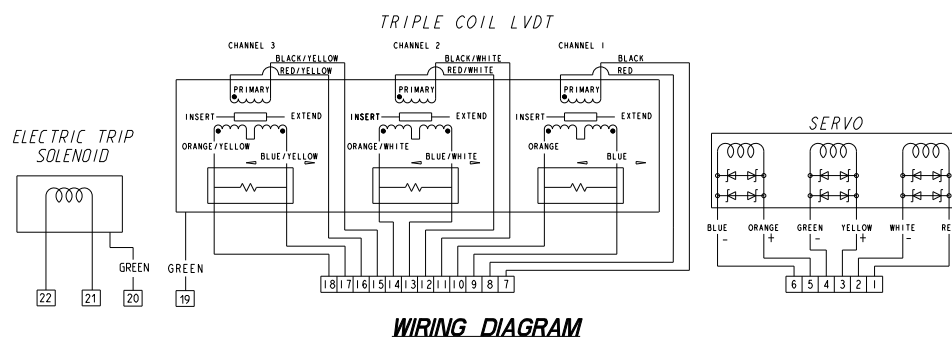 TRIPLE COIL LVDT
CHANNEL 3 CHANNEL 2 CHANNEL 1
BLACK/YELLOW BLACK/WHITE BLACK
RED/YELLOW RED/WHITE RED
PRIMARY PRIMARY PRIMARY
INSERT EXTEND INSERT EXTEND INSERT EXTEND
ORANGE/YELLOW ORANGE/WHITE ORANGE
BLUE/YELLOW BLUE/WHITE BLUE
ELECTRIC TRIP
SOLENOID
SERVO
BLUE ORANGE GREEN YELLOW WHITE RE
- + - + -
GREEN GREEN
22 21 20 19
18 17 16 15 14 13 12 11 10 9 8 7
6 5 4 3 2 1
WIRING DIAGRAM